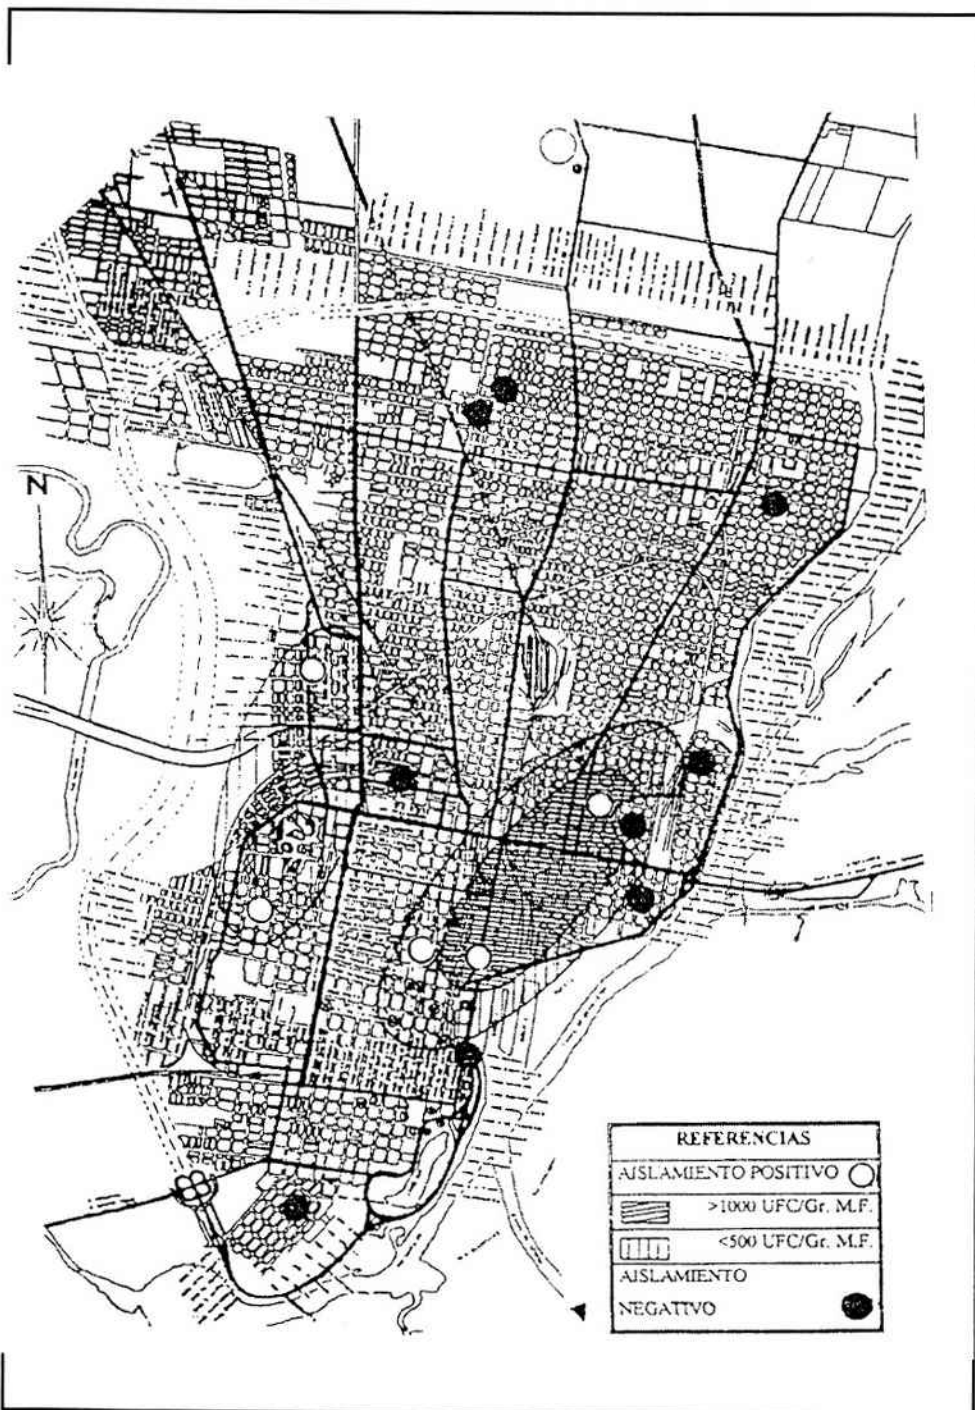 N
REFERENCIAS
AISLAMIENTO POSITIVO
>1000 UFC/Gr. M.F.
<500 UFC/Gr. M.F.
AISLAMIENTO
NEGATIVO